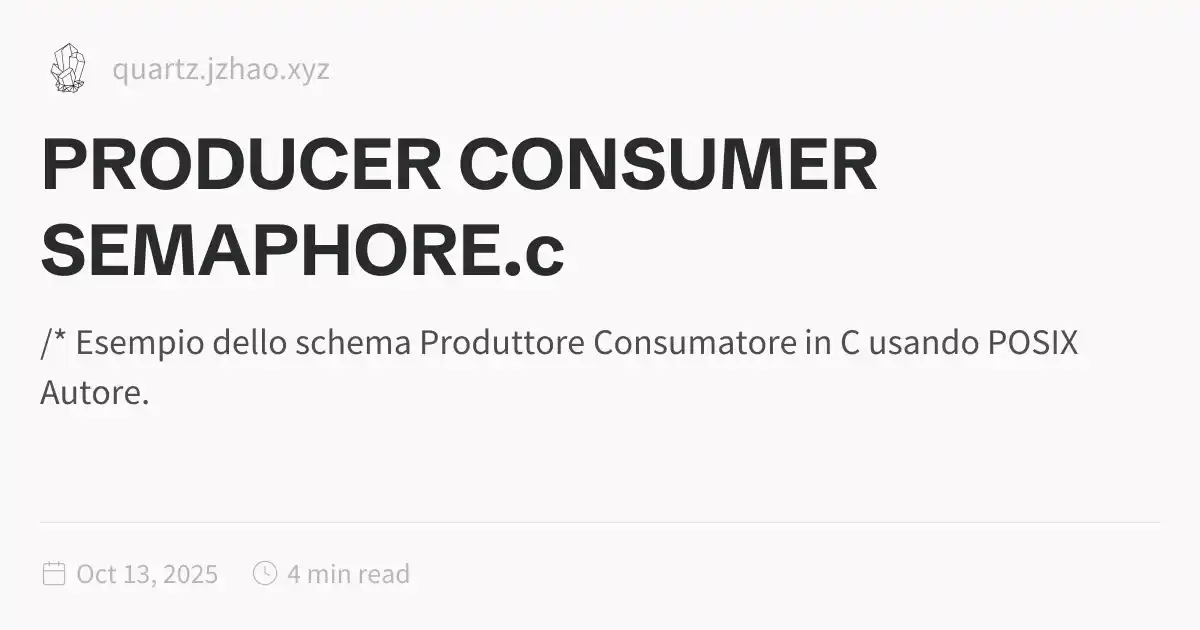 quartz.jzhao.xyz
PRODUCER CONSUMER
SEMAPHORE.c
/* Esempio dello schema Produttore Consumatore in C usando POSIX
Autore.
Oct 13, 2025 4 min read